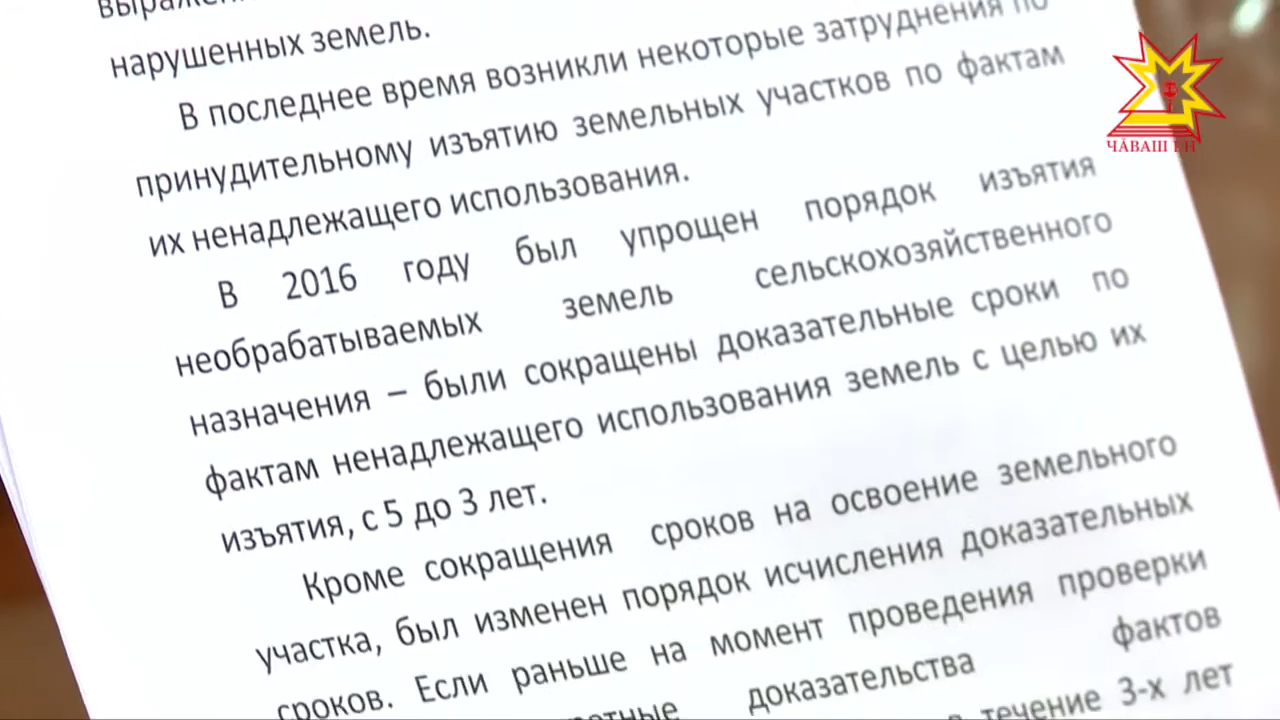 нарушенных земель.
В последнее время возникли некоторые затруднения по
принудительному изъятию земельных участков по фактам
их ненадлежащего использования.
В 2016 году был упрощен порядок изъятия
необрабатываемых земель сельскохозяйственного
назначения – были сокращены доказательные сроки по
фактам ненадлежащего использования земель с целью их
изъятия, с 5 до 3 лет.
Кроме сокращения сроков на освоение земельного
участка, был изменен порядок исчисления доказательных
сроков. Если раньше на момент проведения проверки
доказательства фактов
в течение 3-х лет
ЧӐВАШ ЕН